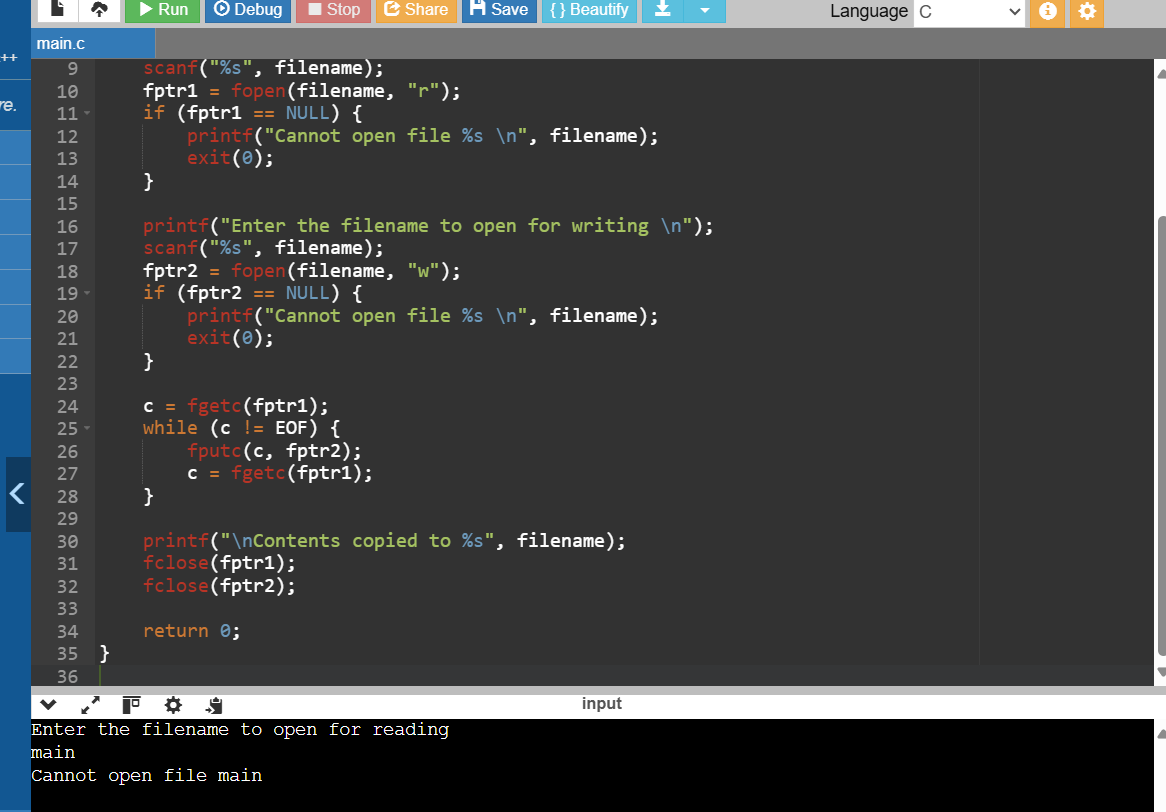 Run Debug Stop Share Save { } Beautify Language C
main.c
++
re.
9 scanf("%s", filename);
10 fptr1 = fopen(filename, "r");
11 if (fptr1 == NULL) {
12 printf("Cannot open file %s \n", filename);
13 exit(0);
14 }
15
16 printf("Enter the filename to open for writing \n");
17 scanf("%s", filename);
18 fptr2 = fopen(filename, "w");
19 if (fptr2 == NULL) {
20 printf("Cannot open file %s \n", filename);
21 exit(0);
22 }
23
24 c = fgetc(fptr1);
25 while (c != EOF) {
26 fputc(c, fptr2);
27 c = fgetc(fptr1);
28 }
29
30 printf("\nContents copied to %s", filename);
31 fclose(fptr1);
32 fclose(fptr2);
33
34 return 0;
35 }
36
input
Enter the filename to open for reading
main
Cannot open file main